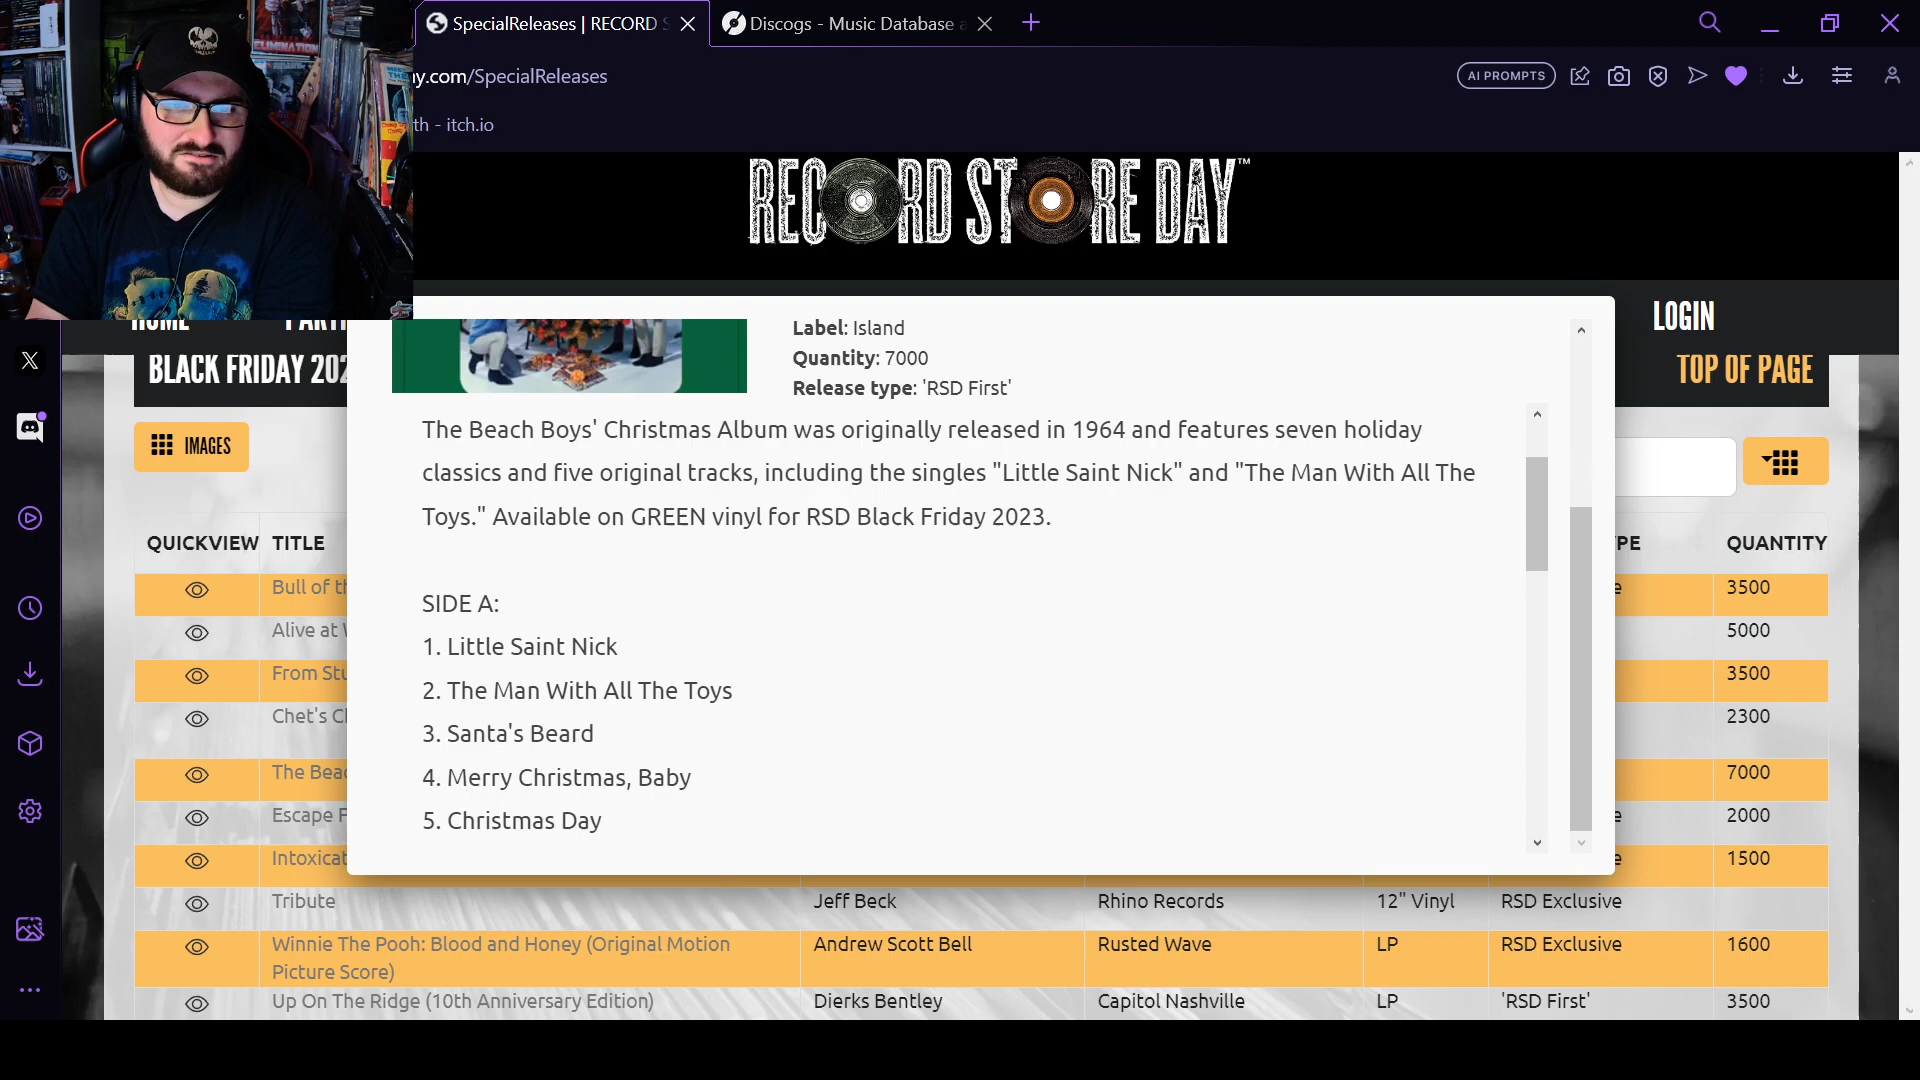 SpecialReleases | RECORD S
Discogs - Music Database a
y.com/SpecialReleases
AI PROMPTS
th - itch.io
RECORD STORE DAY™
ELIMINATION
HOME
PARTI
LOGIN
BLACK FRIDAY 202
TOP OF PAGE
IMAGES
Label: Island
Quantity: 7000
Release type: 'RSD First'
The Beach Boys' Christmas Album was originally released in 1964 and features seven holiday
classics and five original tracks, including the singles "Little Saint Nick" and "The Man With All The
Toys." Available on GREEN vinyl for RSD Black Friday 2023.
SIDE A:
1. Little Saint Nick
2. The Man With All The Toys
3. Santa's Beard
4. Merry Christmas, Baby
5. Christmas Day
QUICKVIEW TITLE PE QUANTITY
Bull of th e 3500
Alive at W 5000
From Stu 3500
Chet's Ch 2300
The Beac 7000
Escape F e 2000
Intoxicat e 1500
Tribute Jeff Beck Rhino Records 12" Vinyl RSD Exclusive
Winnie The Pooh: Blood and Honey (Original Motion Andrew Scott Bell Rusted Wave LP RSD Exclusive 1600
Picture Score)
Up On The Ridge (10th Anniversary Edition) Dierks Bentley Capitol Nashville LP 'RSD First' 3500